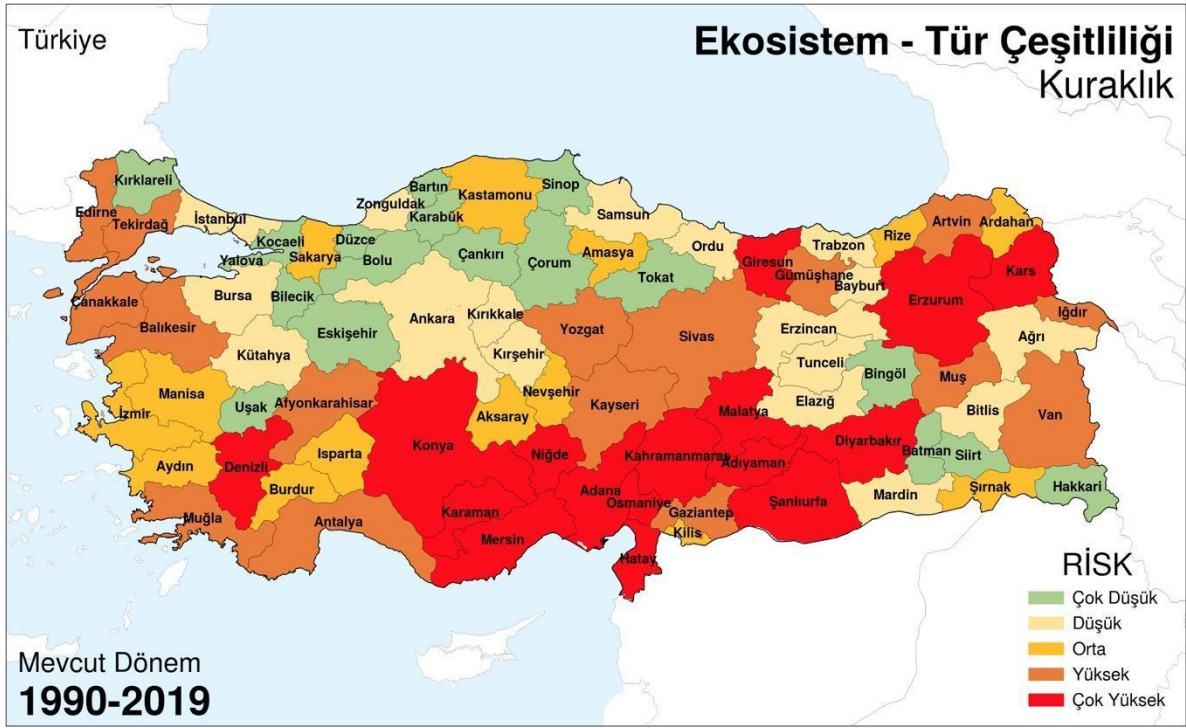 Türkiye
Ekosistem - Tür Çeşitliliği
Kuraklık
Kırklareli
Edirne
Tekirdağ
İstanbul
Kocaeli
Yalova
Sakarya
Düzce
Bolu
Zonguldak
Bartın
Karabük
Kastamonu
Sinop
Çankırı
Çorum
Samsun
Amasya
Tokat
Ordu
Giresun
Gümüşhane
Trabzon
Bayburt
Rize
Artvin
Ardahan
Kars
Erzurum
Iğdır
Ağrı
Çanakkale
Balıkesir
Bursa
Bilecik
Eskişehir
Kütahya
Ankara
Kırıkkale
Kırşehir
Yozgat
Sivas
Erzincan
Tunceli
Elazığ
Bingöl
Muş
Bitlis
Van
Manisa
İzmir
Uşak
Afyonkarahisar
Aksaray
Nevşehir
Kayseri
Malatya
Diyarbakır
Batman
Siirt
Hakkari
Şırnak
Mardin
Aydın
Denizli
Isparta
Burdur
Konya
Niğde
Kahramanmaraş
Adıyaman
Şanlıurfa
Muğla
Antalya
Karaman
Mersin
Adana
Osmaniye
Gaziantep
Kilis
Hatay
RİSK
Çok Düşük
Düşük
Orta
Yüksek
Çok Yüksek
Mevcut Dönem
1990-2019